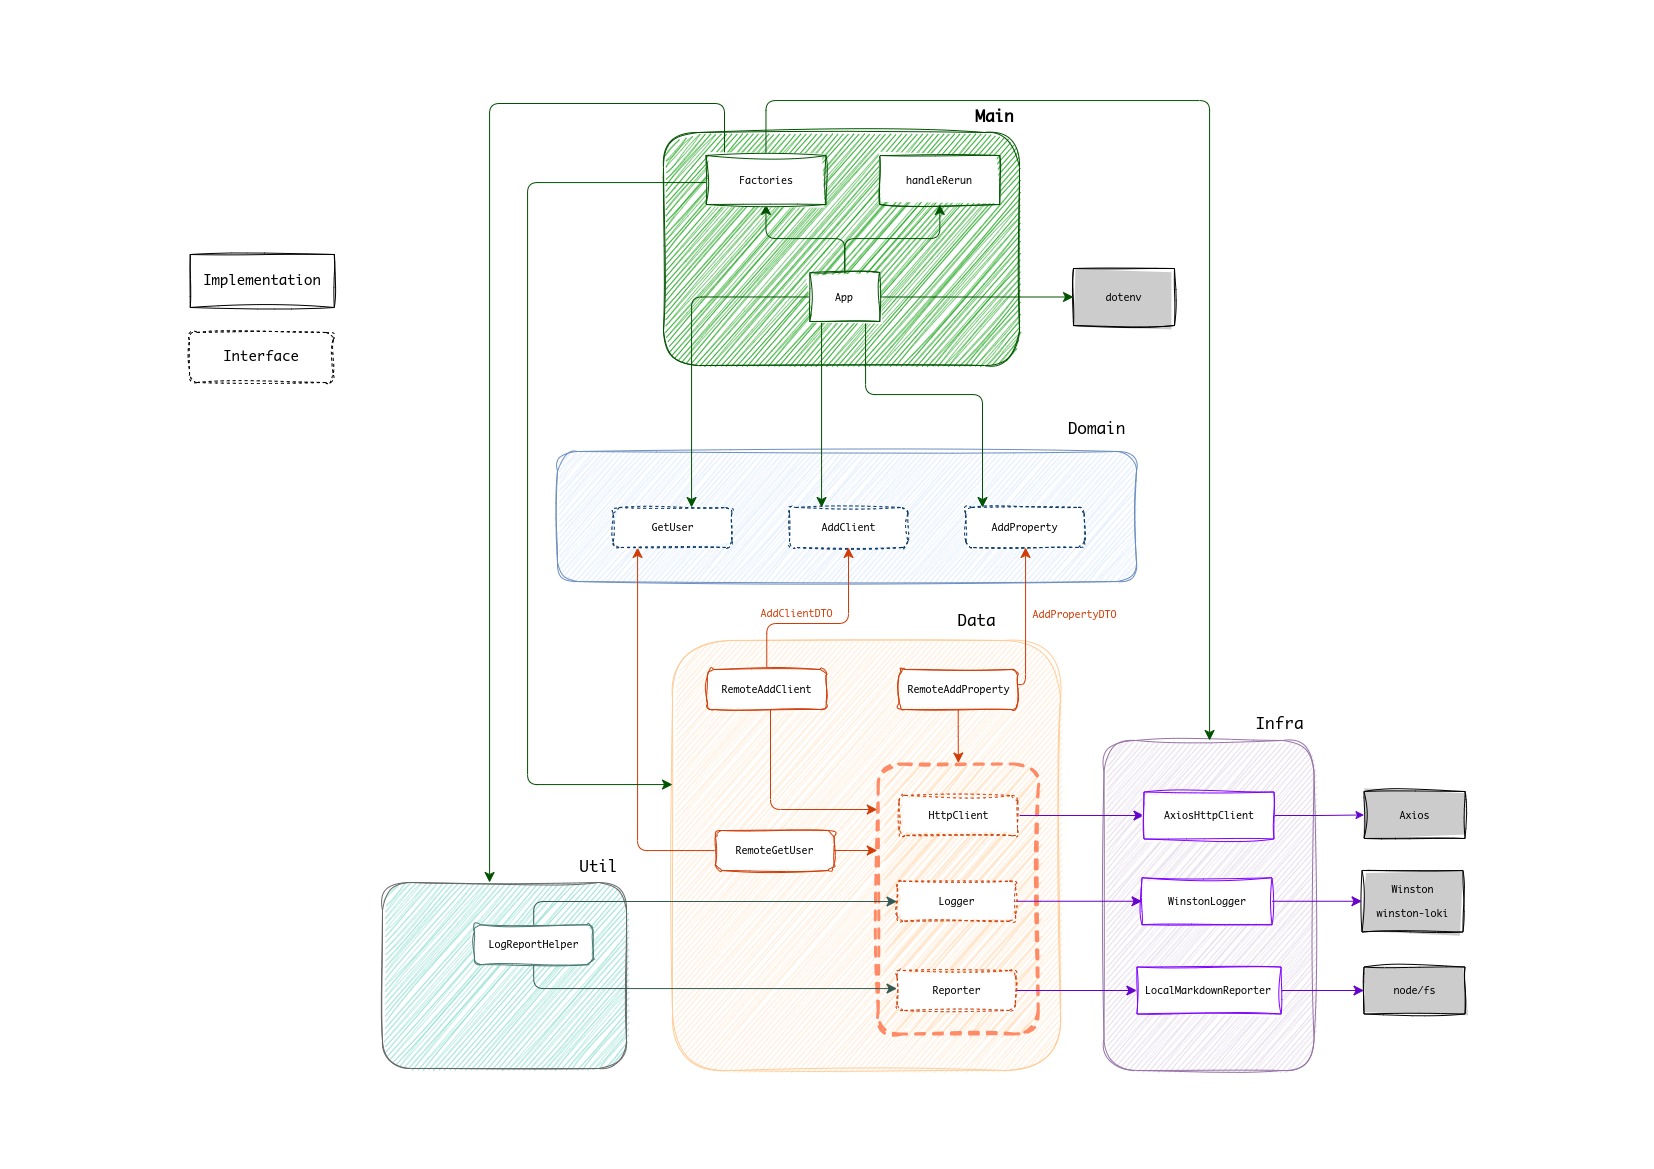 Main
Factories
handleRerun
Implementation
App
dotenv
Interface
Domain
GetUser
AddClient
AddProperty
AddClientDTO
AddPropertyDTO
Data
RemoteAddClient
RemoteAddProperty
Infra
HttpClient
AxiosHttpClient
Axios
RemoteGetUser
Util
Logger
WinstonLogger
Winston
winston-loki
LogReportHelper
Reporter
LocalMarkdownReporter
node/fs